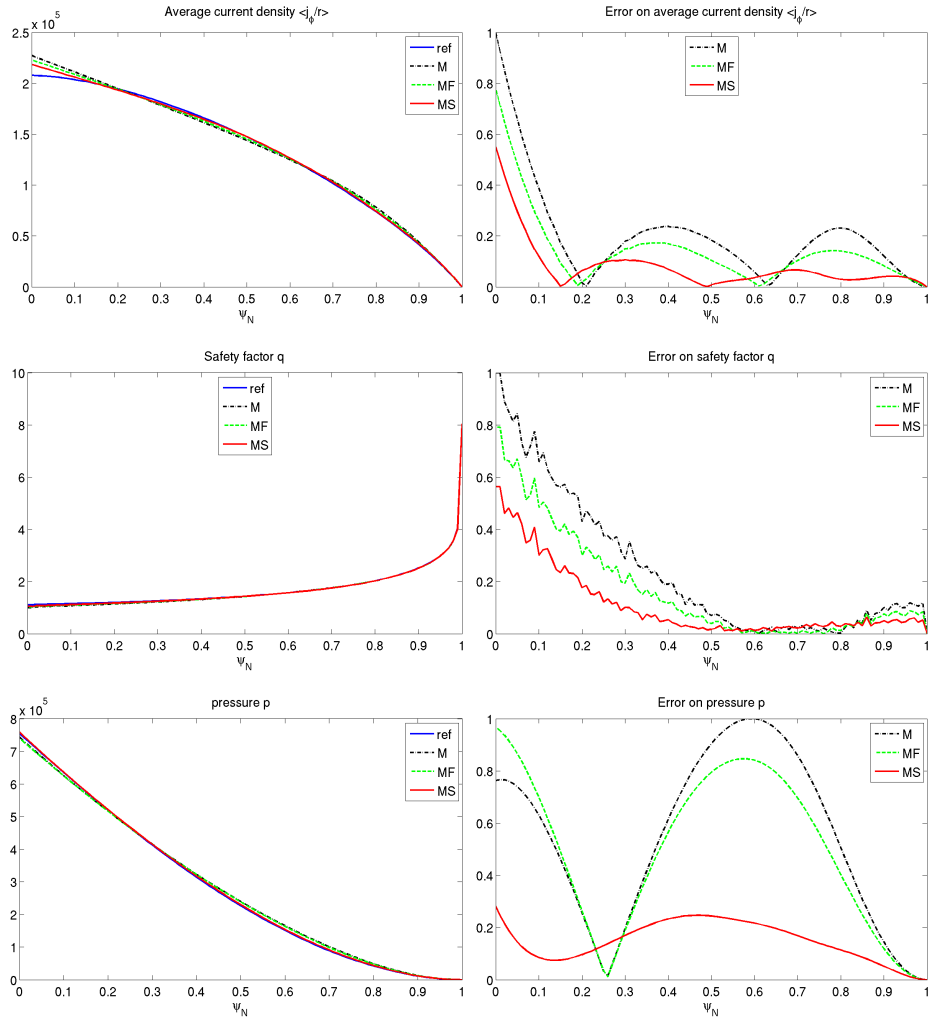 Average current density <j_ϕ/r>
x 10^5
2.5
2
1.5
1
0.5
0
0 0.1 0.2 0.3 0.4 0.5 0.6 0.7 0.8 0.9 1
ψ_N
ref
M
MF
MS
Error on average current density <j_ϕ/r>
1
0.8
0.6
0.4
0.2
0
0 0.1 0.2 0.3 0.4 0.5 0.6 0.7 0.8 0.9 1
ψ_N
M
MF
MS
Safety factor q
10
8
6
4
2
0
0 0.1 0.2 0.3 0.4 0.5 0.6 0.7 0.8 0.9 1
ψ_N
ref
M
MF
MS
Error on safety factor q
1
0.8
0.6
0.4
0.2
0
0 0.1 0.2 0.3 0.4 0.5 0.6 0.7 0.8 0.9 1
ψ_N
M
MF
MS
pressure p
x 10^5
8
7
6
5
4
3
2
1
0
0 0.1 0.2 0.3 0.4 0.5 0.6 0.7 0.8 0.9 1
ψ_N
ref
M
MF
MS
Error on pressure p
1
0.8
0.6
0.4
0.2
0
0 0.1 0.2 0.3 0.4 0.5 0.6 0.7 0.8 0.9 1
ψ_N
M
MF
MS